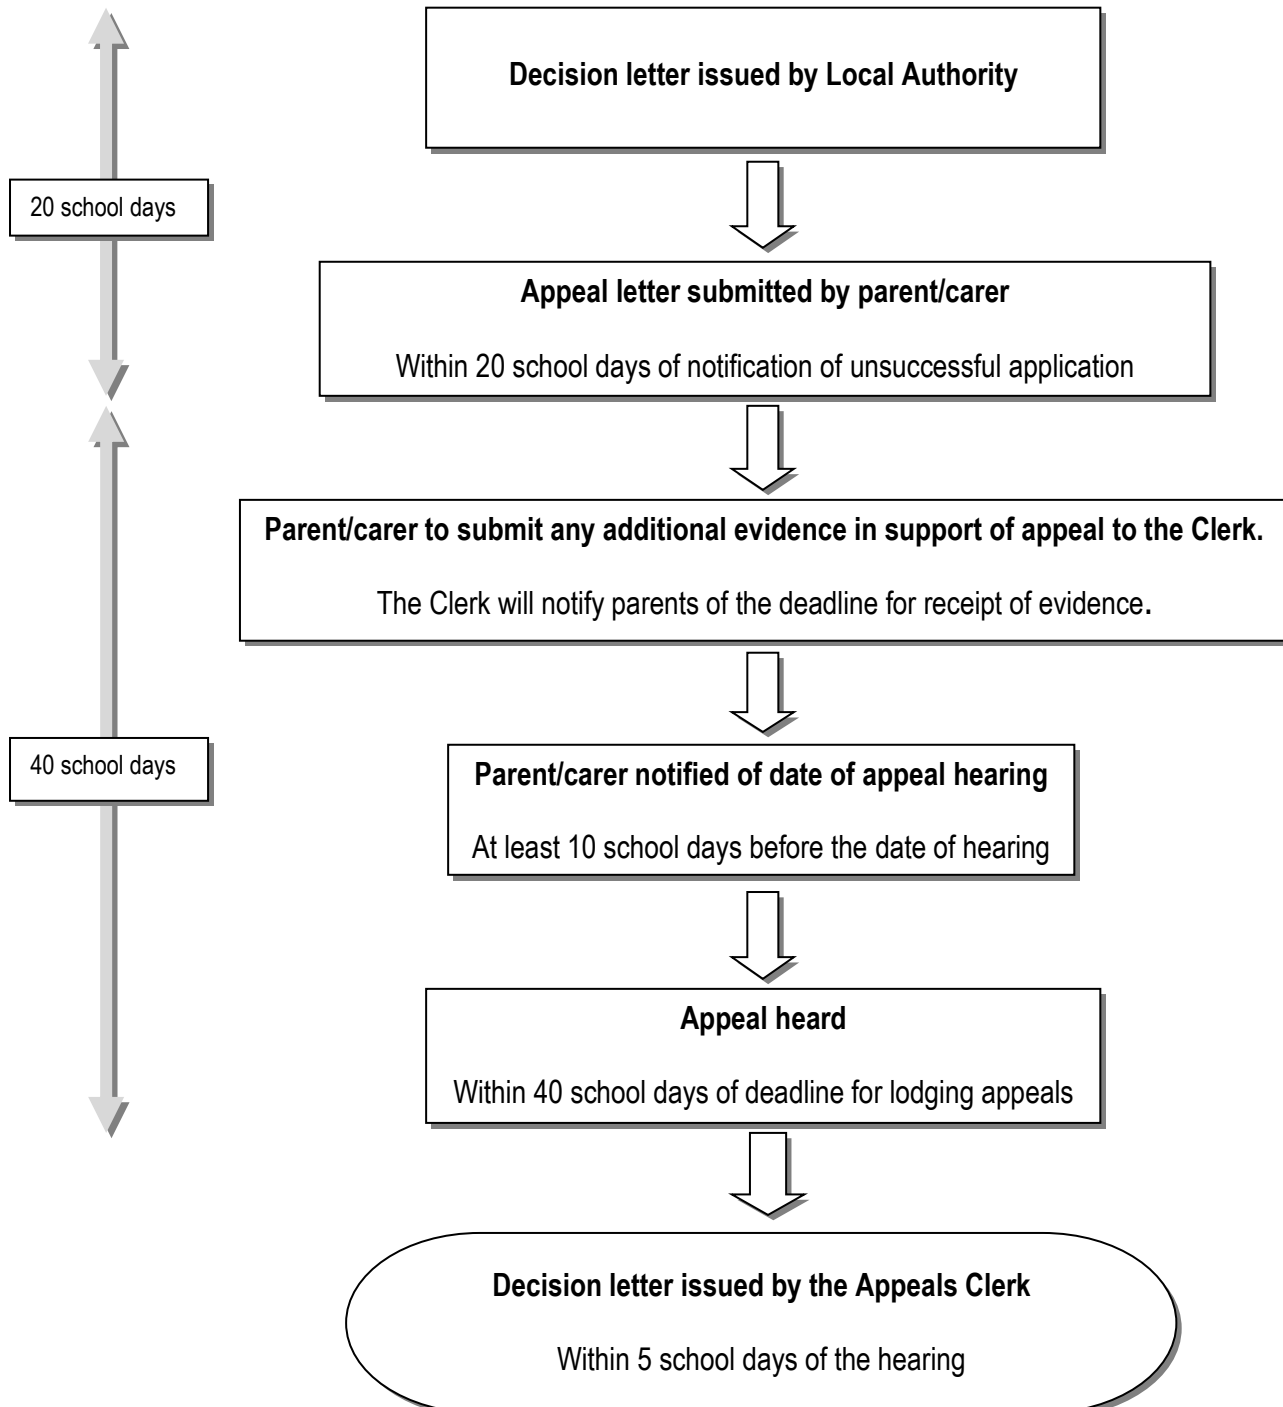 Decision letter issued by Local Authority
20 school days
Appeal letter submitted by parent/carer
Within 20 school days of notification of unsuccessful application
Parent/carer to submit any additional evidence in support of appeal to the Clerk.
The Clerk will notify parents of the deadline for receipt of evidence.
40 school days
Parent/carer notified of date of appeal hearing
At least 10 school days before the date of hearing
Appeal heard
Within 40 school days of deadline for lodging appeals
Decision letter issued by the Appeals Clerk
Within 5 school days of the hearing